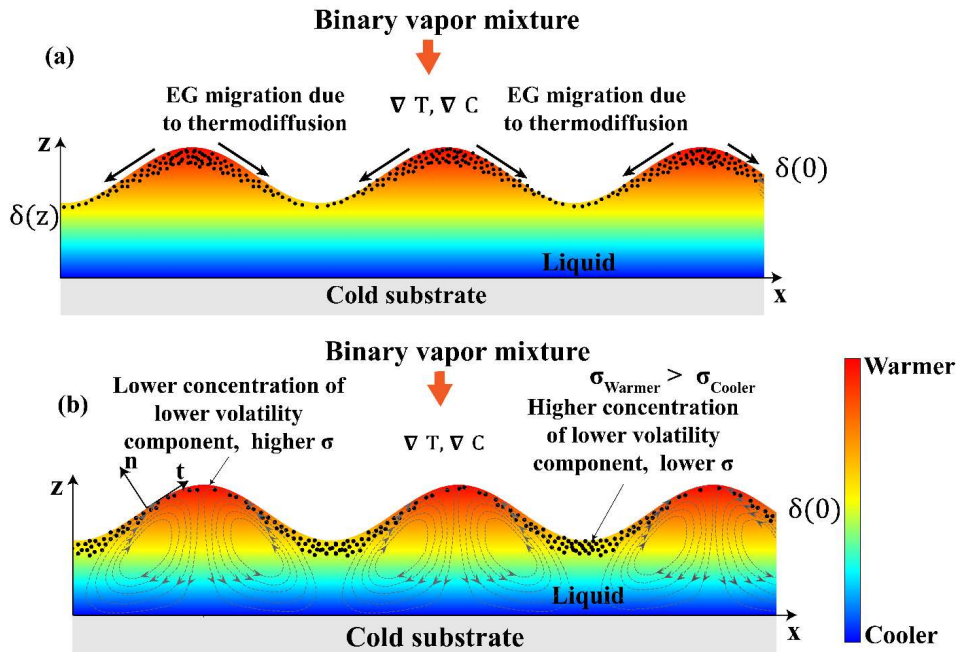 Binary vapor mixture
(a)
EG migration due
to thermodiffusion
∇ T, ∇ C
EG migration due
to thermodiffusion
z
δ(0)
δ(z)
Liquid
Cold substrate
x
Binary vapor mixture
(b)
Lower concentration of
lower volatility
component, higher σ
σWarmer > σCooler
Higher concentration
of lower volatility
component, lower σ
∇ T, ∇ C
n
t
z
δ(0)
Liquid
Cold substrate
x
Warmer
Cooler